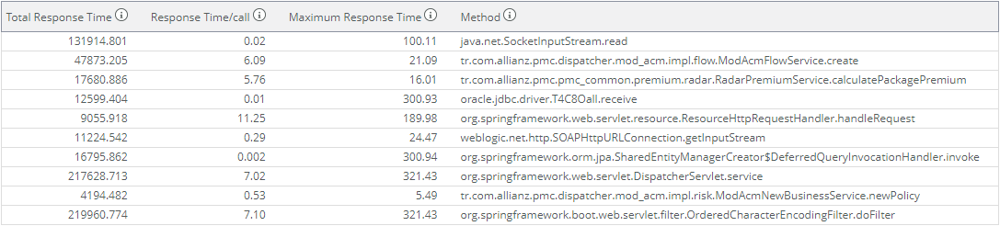 Total Response Time Response Time/call Maximum Response Time Method
131914.801 0.02 100.11 java.net.SocketInputStream.read
47873.205 6.09 21.09 tr.com.allianz.pmc.dispatcher.mod_acm.impl.flow.ModAcmFlowService.create
17680.886 5.76 16.01 tr.com.allianz.pmc.pmc_common.premium.radar.RadarPremiumService.calculatePackagePremium
12599.404 0.01 300.93 oracle.jdbc.driver.T4C8Oall.receive
9055.918 11.25 189.98 org.springframework.web.servlet.resource.ResourceHttpRequestHandler.handleRequest
11224.542 0.29 24.47 weblogic.net.http.SOAPHttpURLConnection.getInputStream
16795.862 0.002 300.94 org.springframework.orm.jpa.SharedEntityManagerCreator$DeferredQueryInvocationHandler.invoke
217628.713 7.02 321.43 org.springframework.web.servlet.DispatcherServlet.service
4194.482 0.53 5.49 tr.com.allianz.pmc.dispatcher.mod_acm.impl.risk.ModAcmNewBusinessService.newPolicy
219960.774 7.10 321.43 org.springframework.boot.web.servlet.filter.OrderedCharacterEncodingFilter.doFilter